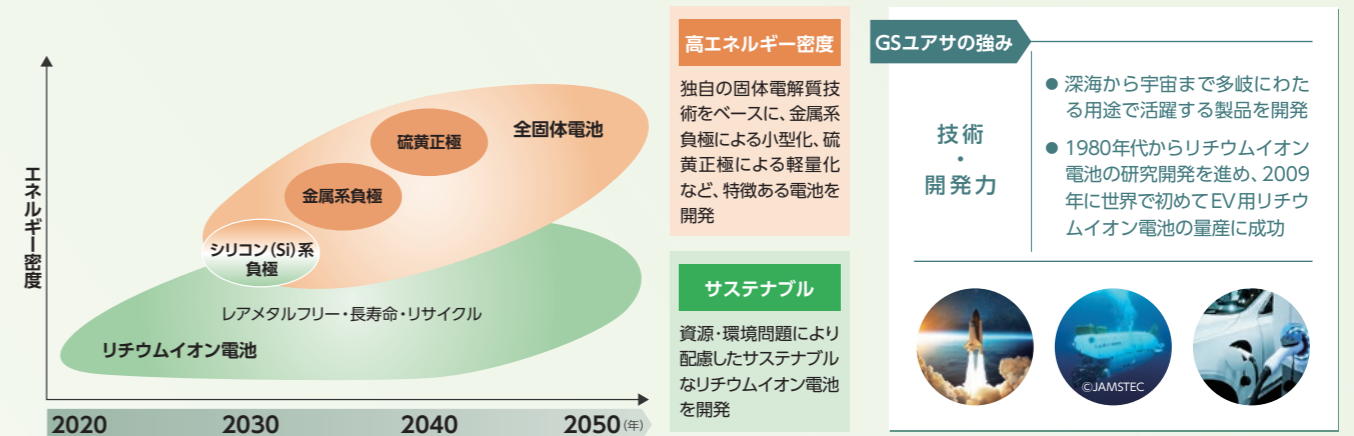 エネルギー密度
全固体電池
硫黄正極
金属系負極
シリコン(Si)系
負極
レアメタルフリー・長寿命・リサイクル
リチウムイオン電池
2020
2030
2040
2050(年)
高エネルギー密度
独自の固体電解質技
術をベースに、金属系
負極による小型化、硫
黄正極による軽量化
など、特徴ある電池を
開発
サステナブル
資源・環境問題により
配慮したサステナブル
なリチウムイオン電池
を開発
GSユアサの強み
技術
・
開発力
● 深海から宇宙まで多岐にわた
る用途で活躍する製品を開発
● 1980年代からリチウムイオン
電池の研究開発を進め、2009
年に世界で初めてEV用リチウ
ムイオン電池の量産に成功
©JAMSTEC